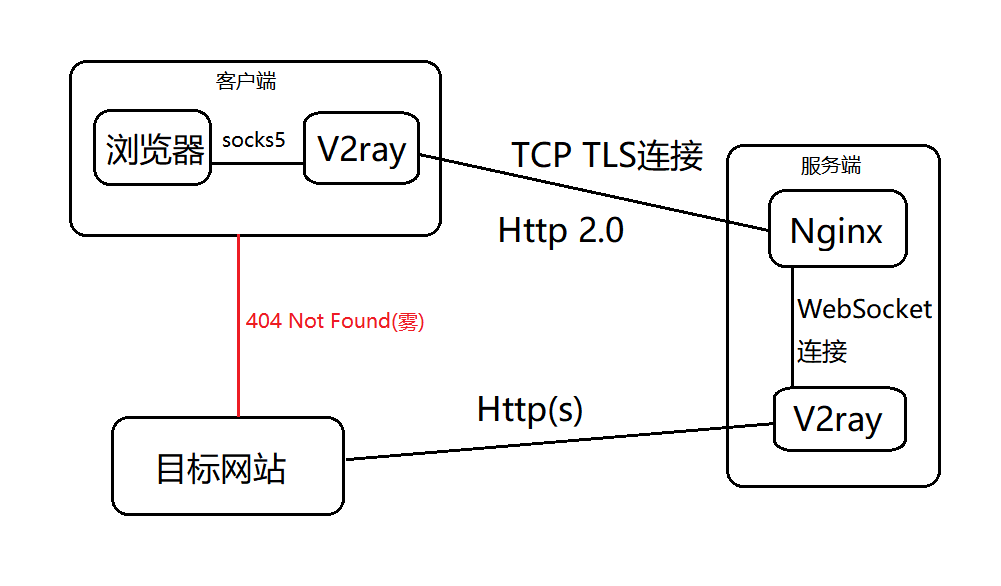 客户端
浏览器
socks5
V2ray
TCP TLS连接
Http 2.0
服务端
Nginx
WebSocket
连接
V2ray
404 Not Found(雾)
Http(s)
目标网站